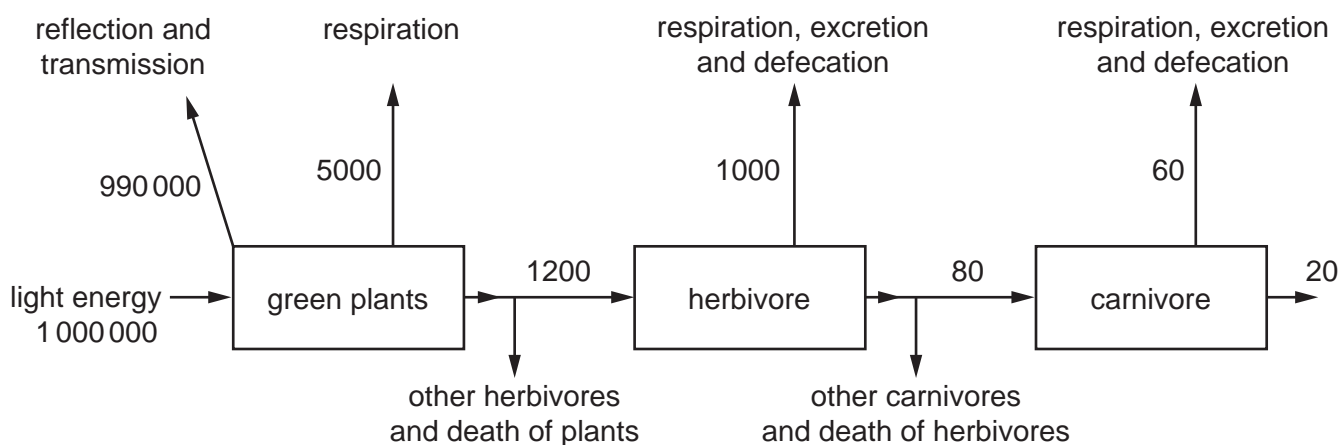 reflection and
transmission
respiration
respiration, excretion
and defecation
respiration, excretion
and defecation
990 000
5000
1000
60
light energy
1 000 000
green plants
1200
herbivore
80
carnivore
20
other herbivores
and death of plants
other carnivores
and death of herbivores